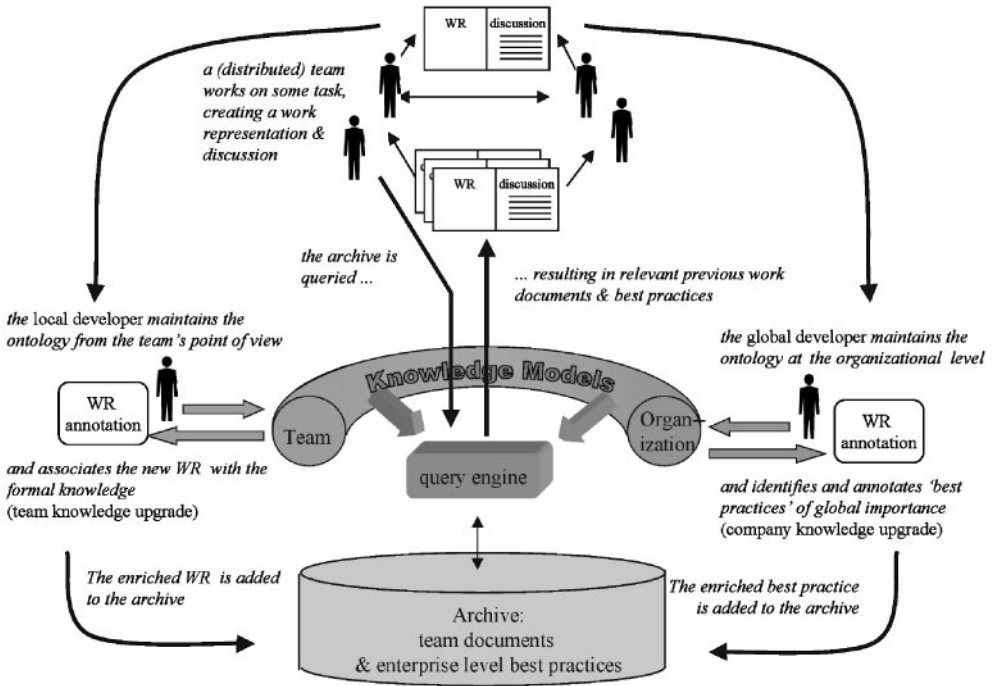 WR
discussion
a (distributed) team
works on some task,
creating a work
representation &
discussion
WR
discussion
the archive is
queried ...
... resulting in relevant previous work
documents & best practices
the local developer maintains the
ontology from the team's point of view
the global developer maintains the
ontology at the organizational level
Knowledge Models
WR
annotation
Team
Organ-
ization
WR
annotation
query engine
and associates the new WR with the
formal knowledge
(team knowledge upgrade)
and identifies and annotates 'best
practices' of global importance
(company knowledge upgrade)
The enriched WR is added
to the archive
The enriched best practice
is added to the archive
Archive:
team documents
& enterprise level best practices